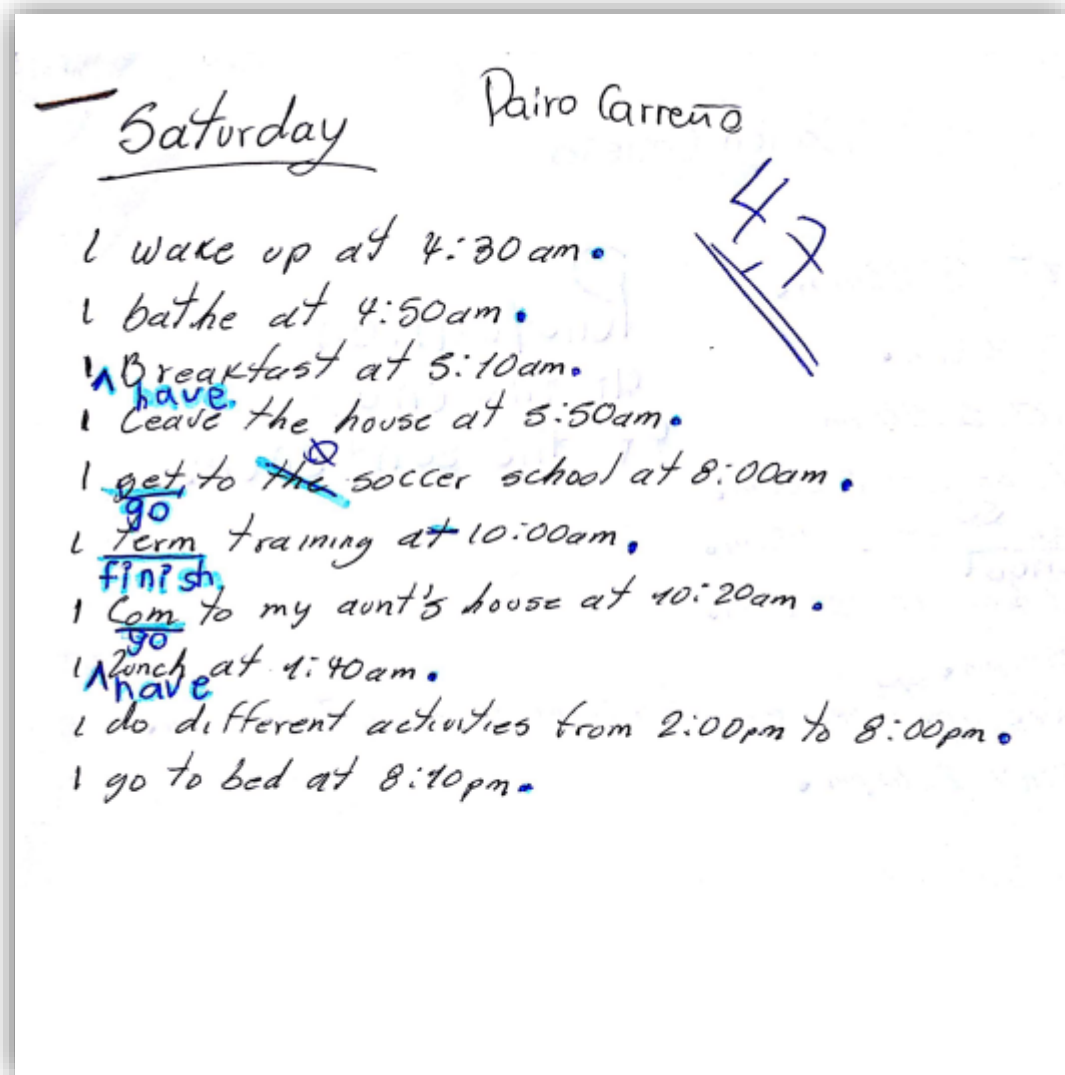 Saturday
Dairo Carreño
4,7
I wake up at 4:30 am.
I bathe at 4:50am.
I ^ Breakfast at 5:10am.
have.
I Leave the house at 5:50am.
I get to the soccer school at 8:00am.
go
I Term training at 10:00am.
finish.
I Com to my aunt's house at 10:20am.
go
I ^ Lunch at 1:40am.
have
I do different activities from 2:00pm to 8:00pm.
I go to bed at 8:10pm.